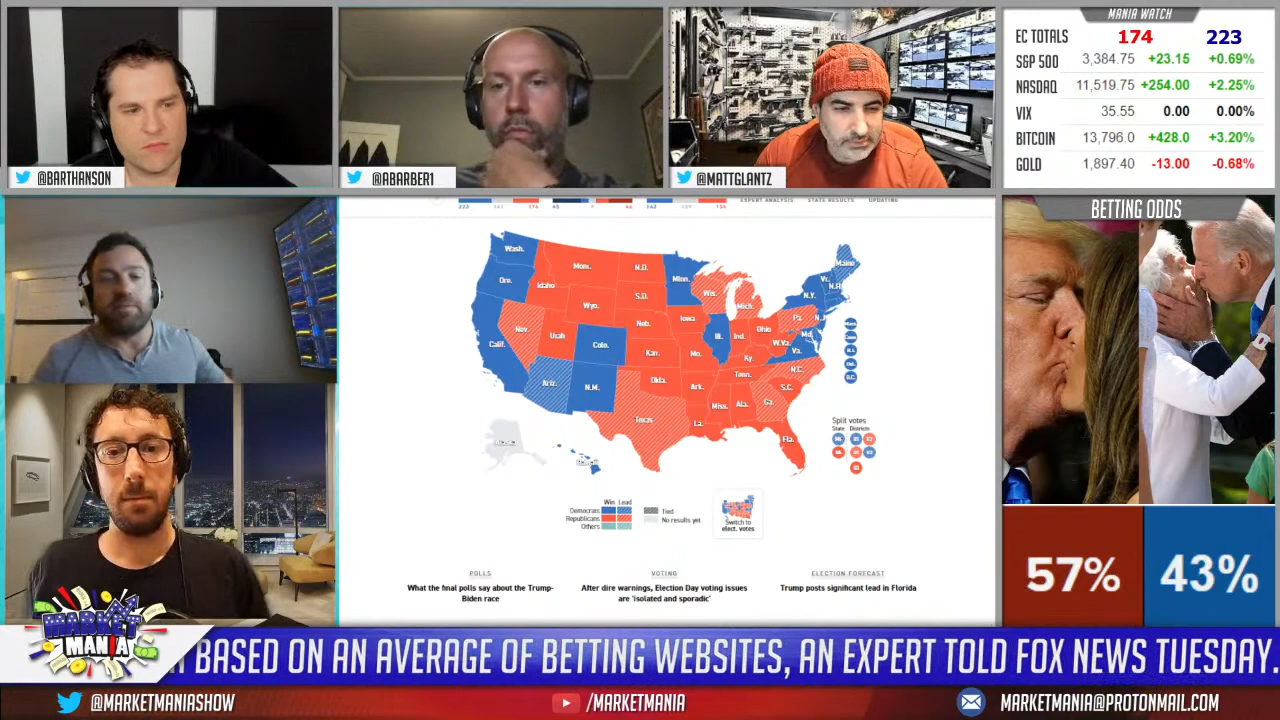 MANIA WATCH
EC TOTALS 174 223
S&P 500 3,384.75 +23.15 +0.69%
NASDAQ 11,519.75 +254.00 +2.25%
VIX 35.55 0.00 0.00%
BITCOIN 13,796.0 +428.0 +3.20%
GOLD 1,897.40 -13.00 -0.68%
@BARTHANSON
@ABARBER1
@MATTGLANTZ
BETTING ODDS
EXPERT ANALYSIS STATE RESULTS UPDATING
Wash.
Ore.
Calif.
Idaho
Nev.
Mont.
Wyo.
Utah
Ariz.
Colo.
N.M.
N.D.
S.D.
Neb.
Kan.
Okla.
Texas
Minn.
Iowa
Mo.
Ark.
La.
Wis.
Ill.
Mich.
Ind.
Ohio
Ky.
Tenn.
Miss.
Ala.
Ga.
Fla.
S.C.
N.C.
Va.
W.Va.
Pa.
N.Y.
Maine
Split votes
State Districts
Win Lead
Democrats
Republicans
Others
Tied
No results yet
Switch to
elect. votes
POLLS
What the final polls say about the Trump-
Biden race
VOTING
After dire warnings, Election Day voting issues
are 'isolated and sporadic'
ELECTION FORECAST
Trump posts significant lead in Florida
57%
43%
MARKET
MANIA
BASED ON AN AVERAGE OF BETTING WEBSITES, AN EXPERT TOLD FOX NEWS TUESDAY.
@MARKETMANIASHOW
/MARKETMANIA
MARKETMANIA@PROTONMAIL.COM